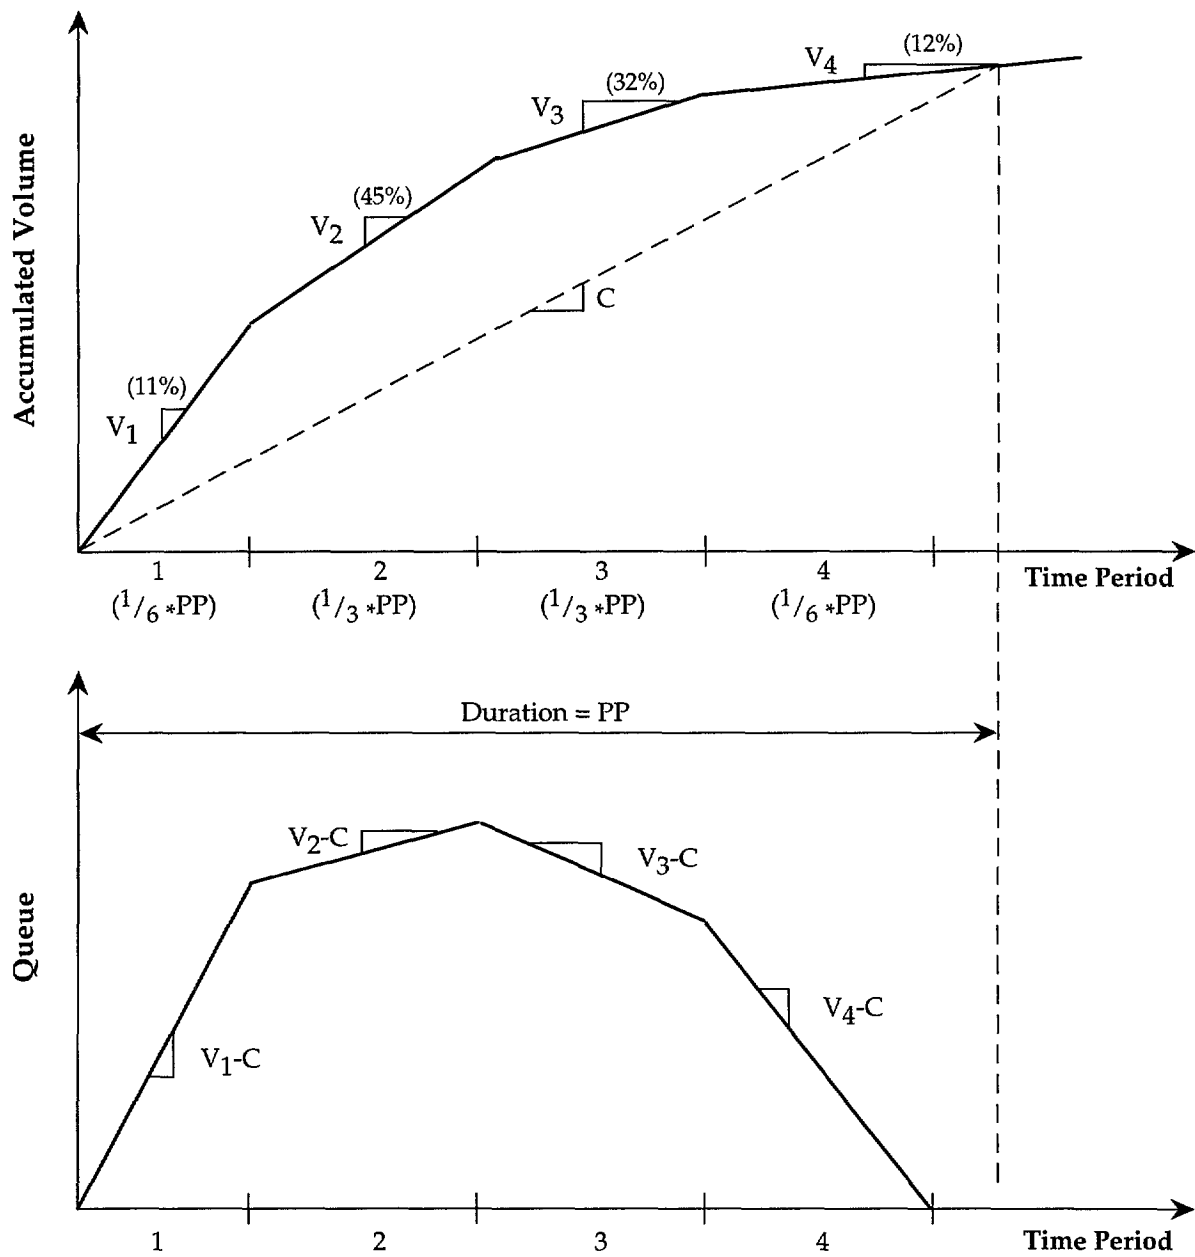 (12%)
V4
(32%)
V3
(45%)
V2
C
(11%)
V1
Accumulated Volume
1 2 3 4 Time Period
(1/6 *PP) (1/3 *PP) (1/3 *PP) (1/6 *PP)
Duration = PP
V2-C
V3-C
V4-C
V1-C
Queue
1 2 3 4 Time Period